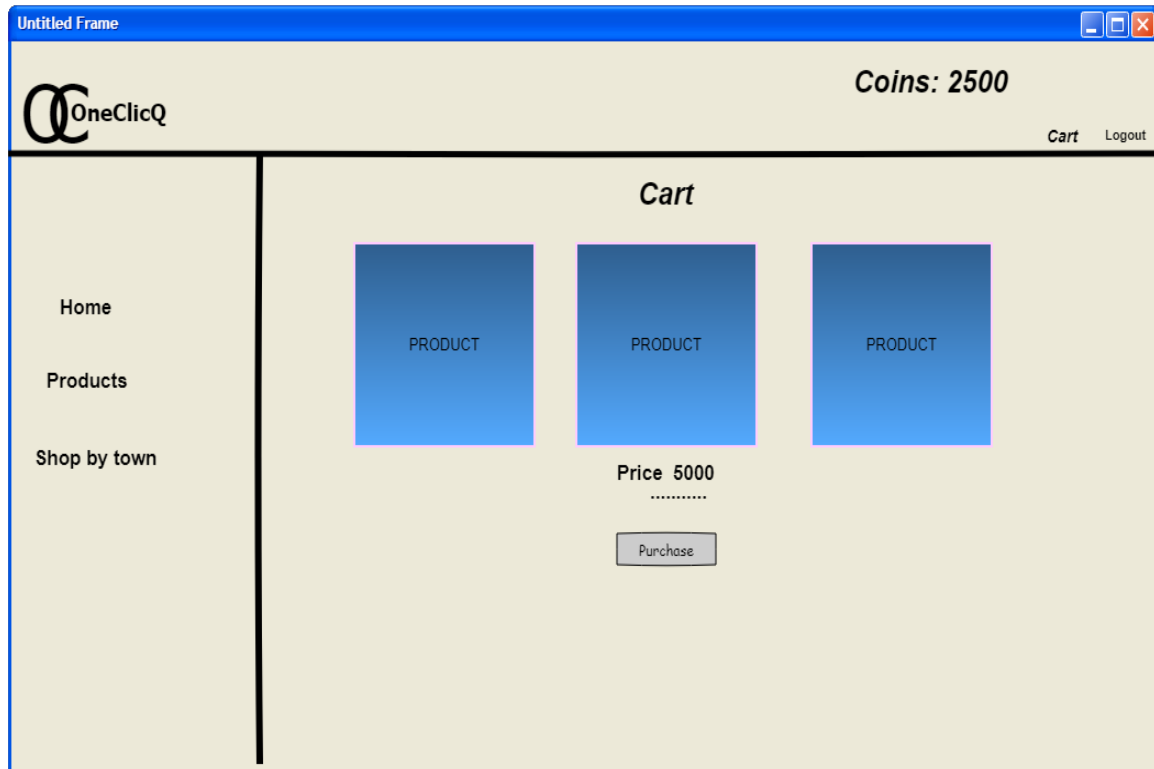 Untitled Frame
Coins: 2500
OC OneClicQ
Cart Logout
Cart
Home
Products
Shop by town
PRODUCT PRODUCT PRODUCT
Price 5000
...........
Purchase